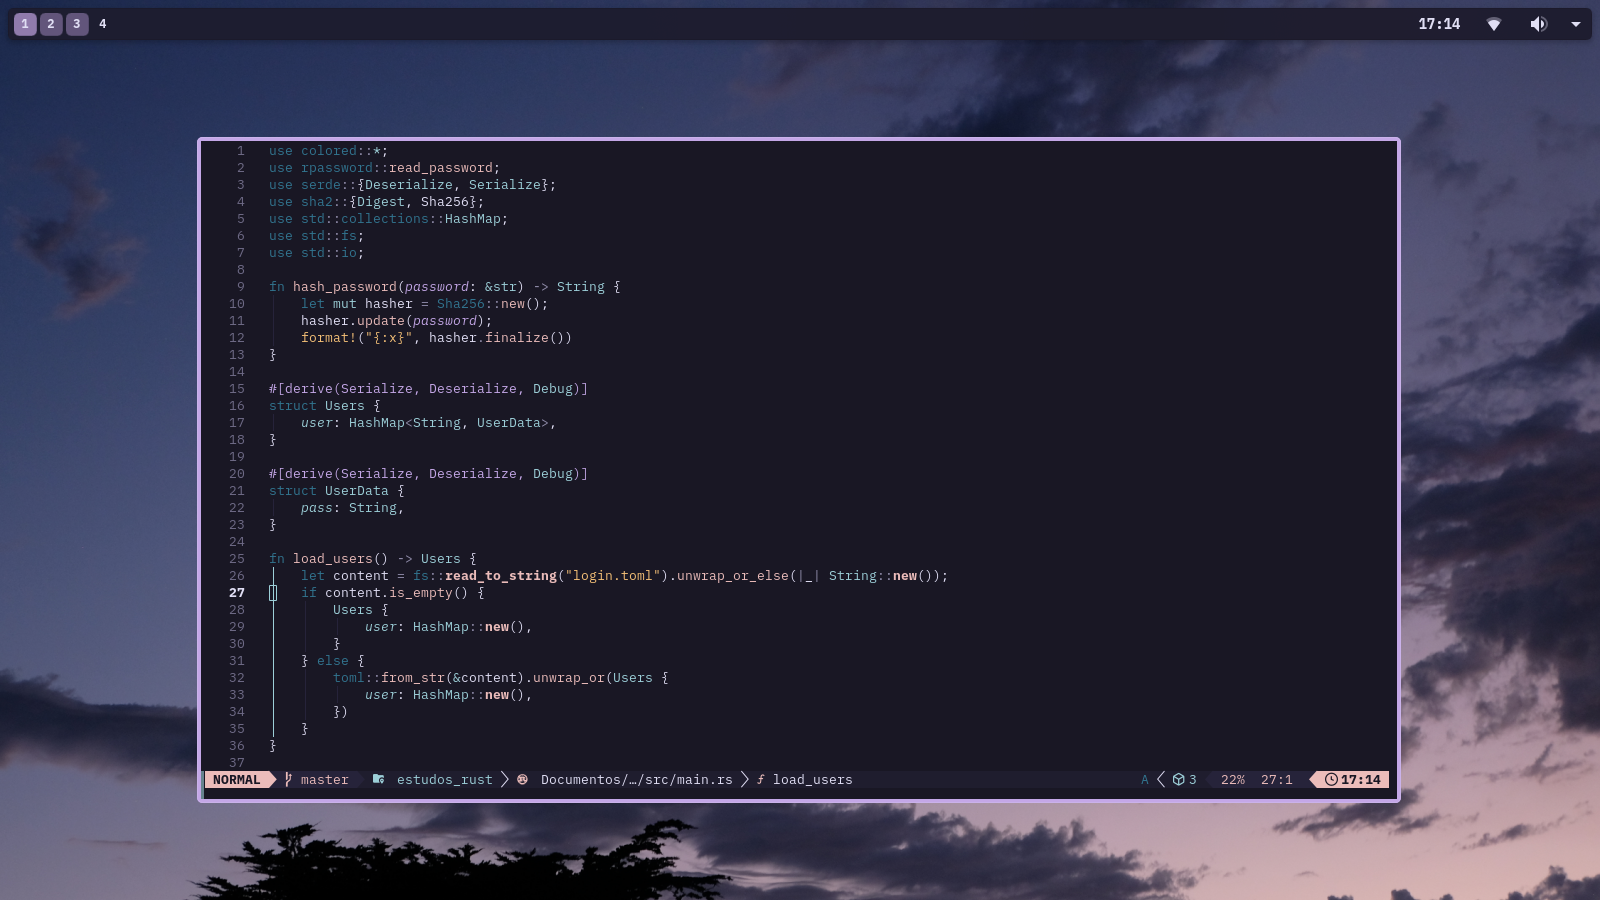 1 2 3 4 17:14
1 use colored::*;
2 use rpassword::read_password;
3 use serde::{Deserialize, Serialize};
4 use sha2::{Digest, Sha256};
5 use std::collections::HashMap;
6 use std::fs;
7 use std::io;
8
9 fn hash_password(password: &str) -> String {
10     let mut hasher = Sha256::new();
11     hasher.update(password);
12     format!("{:x}", hasher.finalize())
13 }
14
15 #[derive(Serialize, Deserialize, Debug)]
16 struct Users {
17     user: HashMap<String, UserData>,
18 }
19
20 #[derive(Serialize, Deserialize, Debug)]
21 struct UserData {
22     pass: String,
23 }
24
25 fn load_users() -> Users {
26     let content = fs::read_to_string("login.toml").unwrap_or_else(|_| String::new());
27     if content.is_empty() {
28         Users {
29             user: HashMap::new(),
30         }
31     } else {
32         toml::from_str(&content).unwrap_or(Users {
33             user: HashMap::new(),
34         })
35     }
36 }
37
NORMAL master estudos_rust Documentos/…/src/main.rs f load_users A 3 22% 27:1 17:14